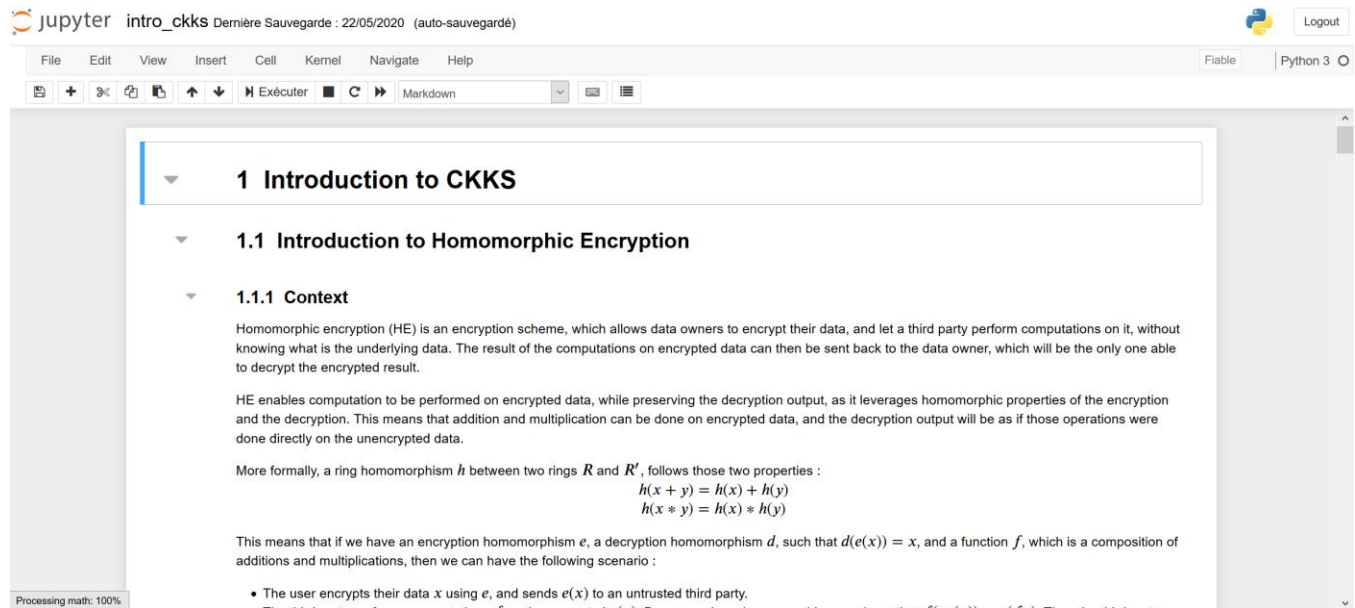 jupyter intro_ckks Dernière Sauvegarde : 22/05/2020 (auto-sauvegardé) Logout
File Edit View Insert Cell Kernel Navigate Help Fiable Python 3
Exécuter Markdown
1 Introduction to CKKS
1.1 Introduction to Homomorphic Encryption
1.1.1 Context
Homomorphic encryption (HE) is an encryption scheme, which allows data owners to encrypt their data, and let a third party perform computations on it, without
knowing what is the underlying data. The result of the computations on encrypted data can then be sent back to the data owner, which will be the only one able
to decrypt the encrypted result.
HE enables computation to be performed on encrypted data, while preserving the decryption output, as it leverages homomorphic properties of the encryption
and the decryption. This means that addition and multiplication can be done on encrypted data, and the decryption output will be as if those operations were
done directly on the unencrypted data.
More formally, a ring homomorphism h between two rings R and R′, follows those two properties :
h(x + y) = h(x) + h(y)
h(x ∗ y) = h(x) ∗ h(y)
This means that if we have an encryption homomorphism e, a decryption homomorphism d, such that d(e(x)) = x, and a function f, which is a composition of
additions and multiplications, then we can have the following scenario :
• The user encrypts their data x using e, and sends e(x) to an untrusted third party.
Processing math: 100%